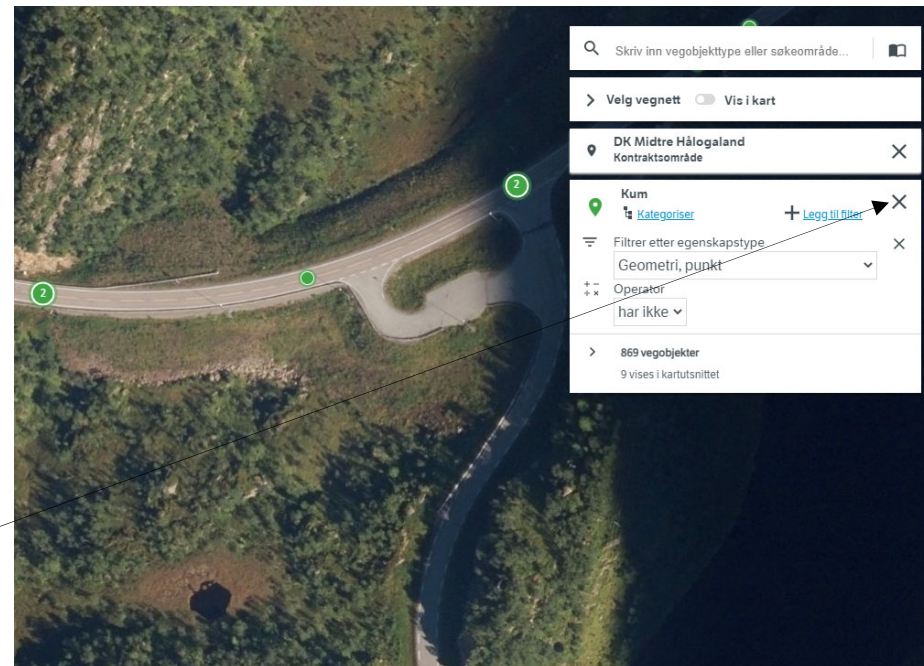 Skriv inn vegobjekttype eller søkeområde...
Velg vegnett Vis i kart
DK Midtre Hålogaland
Kontraktsområde
Kum
Kategoriser Legg til filter
Filtrer etter egenskapstype
Geometri, punkt
Operator
har ikke
869 vegobjekter
9 vises i kartutsnittet
2
2